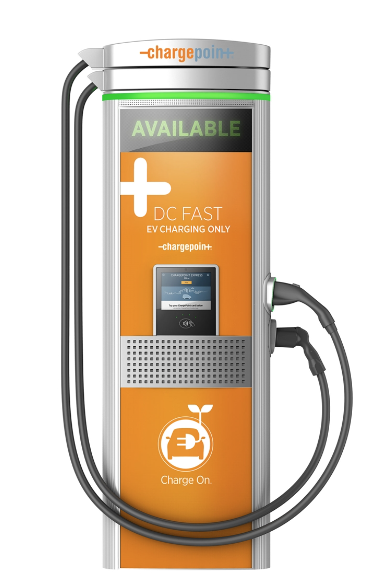 chargepoin+
AVAILABLE
DC FAST
EV CHARGING ONLY
chargepoin+
Charge On.